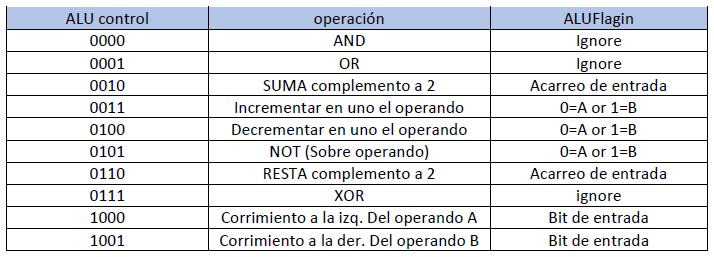 ALU control operación ALUFlagin
0000 AND Ignore
0001 OR Ignore
0010 SUMA complemento a 2 Acarreo de entrada
0011 Incrementar en uno el operando 0=A or 1=B
0100 Decrementar en uno el operando 0=A or 1=B
0101 NOT (Sobre operando) 0=A or 1=B
0110 RESTA complemento a 2 Acarreo de entrada
0111 XOR ignore
1000 Corrimiento a la izq. Del operando A Bit de entrada
1001 Corrimiento a la der. Del operando B Bit de entrada